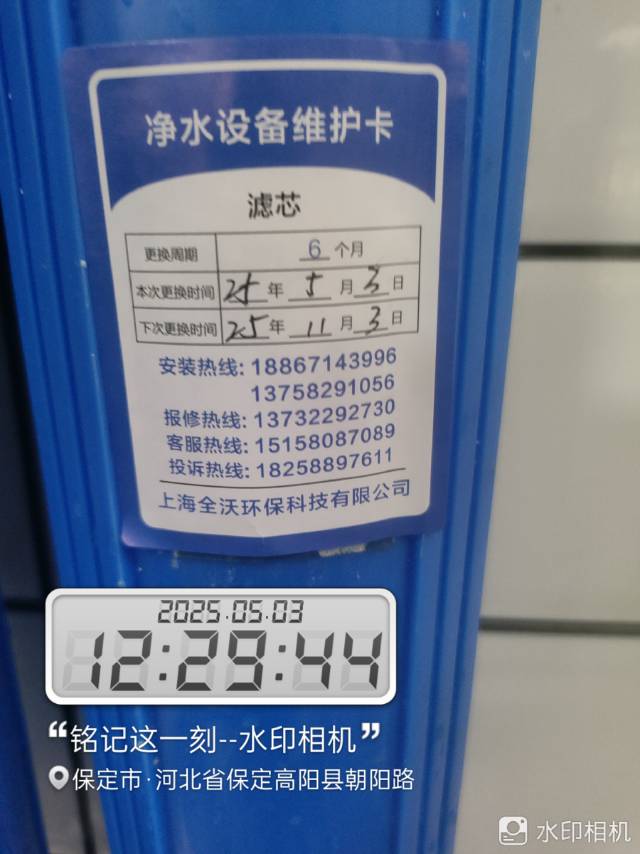 净水设备维护卡
滤芯
更换周期 6 个月
本次更换时间 25 年 5 月 3 日
下次更换时间 25 年 11 月 3 日
安装热线: 18867143996
13758291056
报修热线: 13732292730
客服热线: 15158087089
投诉热线: 18258897611
上海全沃环保科技有限公司
2025.05.03
12:29:44
“铭记这一刻--水印相机”
保定市·河北省保定高阳县朝阳路
水印相机